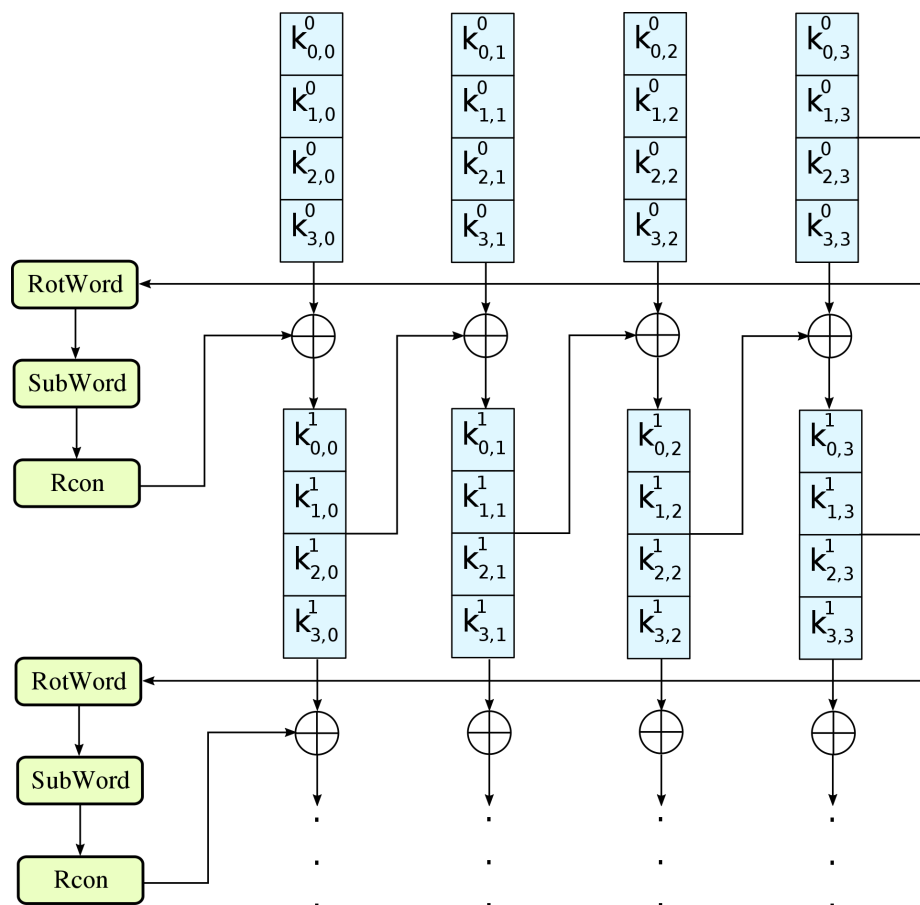 k⁰₀,₀ k⁰₀,₁ k⁰₀,₂ k⁰₀,₃
k⁰₁,₀ k⁰₁,₁ k⁰₁,₂ k⁰₁,₃
k⁰₂,₀ k⁰₂,₁ k⁰₂,₂ k⁰₂,₃
k⁰₃,₀ k⁰₃,₁ k⁰₃,₂ k⁰₃,₃
RotWord
SubWord
Rcon
k¹₀,₀ k¹₀,₁ k¹₀,₂ k¹₀,₃
k¹₁,₀ k¹₁,₁ k¹₁,₂ k¹₁,₃
k¹₂,₀ k¹₂,₁ k¹₂,₂ k¹₂,₃
k¹₃,₀ k¹₃,₁ k¹₃,₂ k¹₃,₃
RotWord
SubWord
Rcon